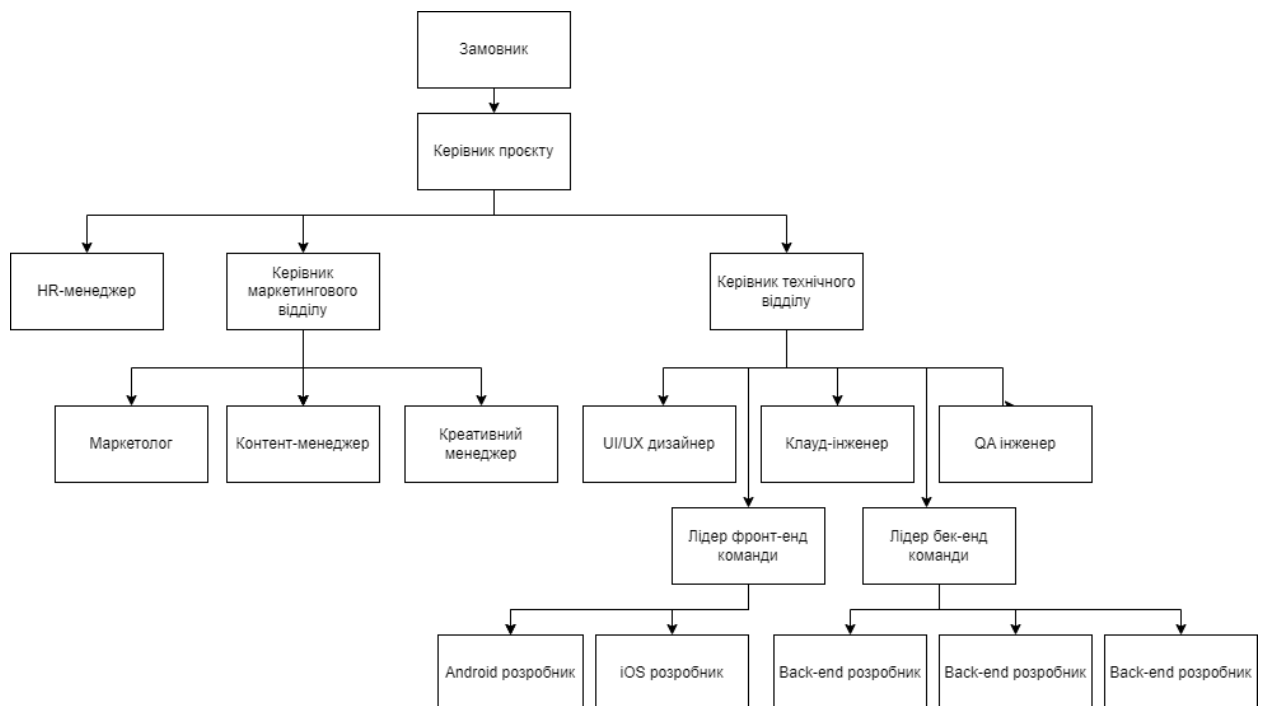 Замовник
Керівник проєкту
HR-менеджер
Керівник
маркетингового
відділу
Керівник технічного
відділу
Маркетолог
Контент-менеджер
Креативний
менеджер
UI/UX дизайнер
Клауд-інженер
QA інженер
Лідер фронт-енд
команди
Лідер бек-енд
команди
Android розробник
iOS розробник
Back-end розробник
Back-end розробник
Back-end розробник